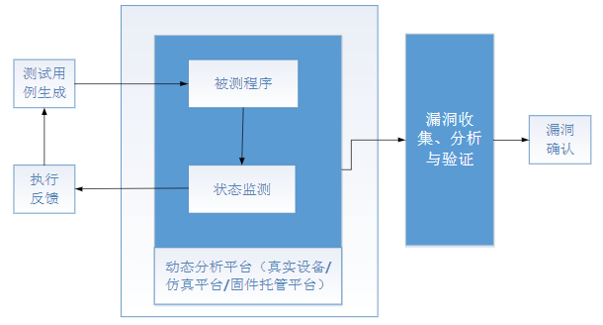 测试用
例生成
被测程序
漏洞收
集、分析
与验证
漏洞
确认
执行
反馈
状态监测
动态分析平台（真实设备/
仿真平台/固件托管平台）